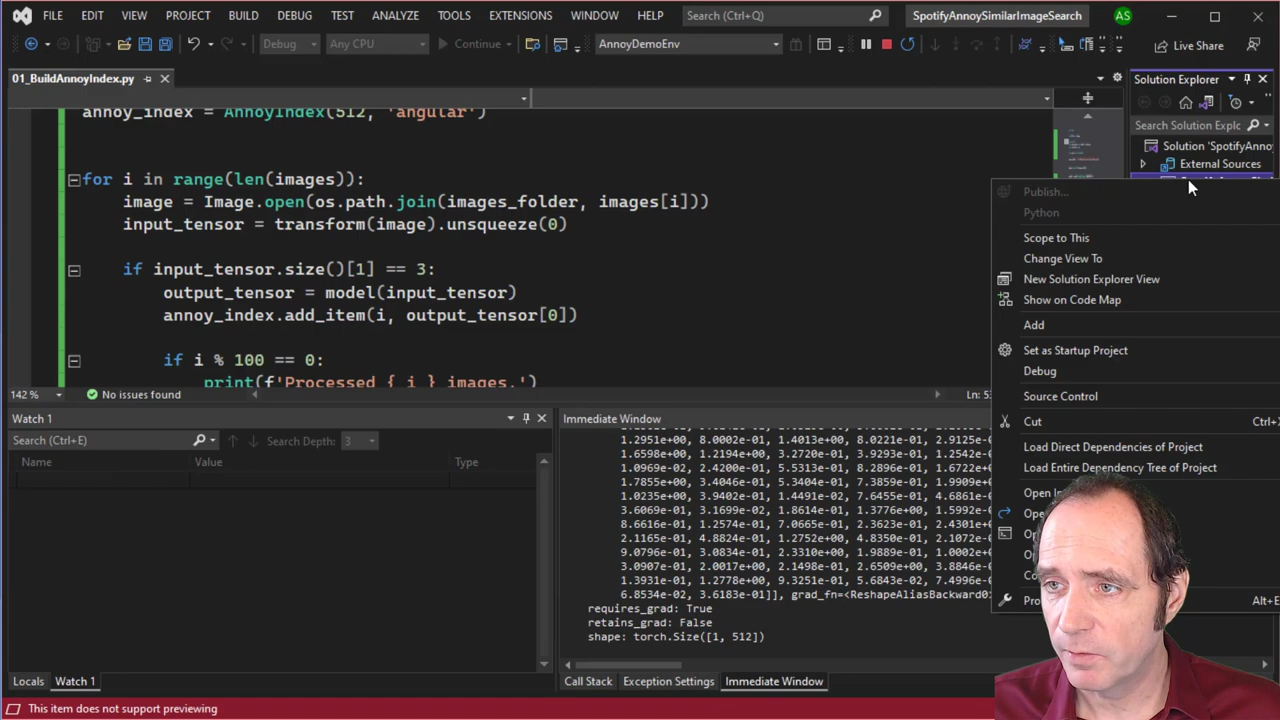 FILE EDIT VIEW PROJECT BUILD DEBUG TEST ANALYZE TOOLS EXTENSIONS WINDOW HELP Search (Ctrl+Q) SpotifyAnnoySimilarImageSearch AS
Debug Any CPU Continue AnnoyDemoEnv Live Share
01_BuildAnnoyIndex.py
Solution Explorer
Search Solution Explc
Solution 'SpotifyAnno
External Sources
annoy_index = AnnoyIndex(512, 'angular')
for i in range(len(images)):
image = Image.open(os.path.join(images_folder, images[i]))
input_tensor = transform(image).unsqueeze(0)
if input_tensor.size()[1] == 3:
output_tensor = model(input_tensor)
annoy_index.add_item(i, output_tensor[0])
if i % 100 == 0:
print(f'Processed { i } images.')
142 % No issues found Ln: 53
Publish...
Python
Scope to This
Change View To
New Solution Explorer View
Show on Code Map
Add
Set as Startup Project
Debug
Source Control
Cut Ctrl+X
Load Direct Dependencies of Project
Load Entire Dependency Tree of Project
Alt+E
Watch 1
Search (Ctrl+E) Search Depth: 3
Name Value Type
Locals Watch 1
Immediate Window
1.6598e+00, 1.2194e+00, 3.2720e-01, 3.9293e-01, 1.2542e
1.0969e-02, 2.4200e-01, 5.5313e-01, 8.2896e-01, 1.6722e
1.7855e+00, 3.4046e-01, 5.3404e-01, 7.3859e-01, 1.9909e
1.0235e+00, 3.9402e-01, 1.4491e-02, 7.6455e-01, 4.6861e
3.6069e-01, 3.1699e-02, 1.8614e-01, 1.3776e+00, 1.5992e
8.6616e-01, 1.2574e-01, 7.0665e-01, 2.3623e-01, 2.4301e
2.1165e-01, 4.8824e-01, 1.2752e+00, 4.8350e-01, 2.1072e
9.0796e-01, 3.0834e-01, 2.3310e+00, 1.9889e-01, 1.0002e
3.0907e-01, 2.0017e+00, 2.1498e-01, 2.6509e+00, 3.8846e
1.3931e-01, 1.2778e+00, 9.3251e-01, 5.6843e-02, 7.4996e
6.8534e-02, 3.6183e-01]], grad_fn=<ReshapeAliasBackward0
requires_grad: True
retains_grad: False
shape: torch.Size([1, 512])
Call Stack Exception Settings Immediate Window
This item does not support previewing